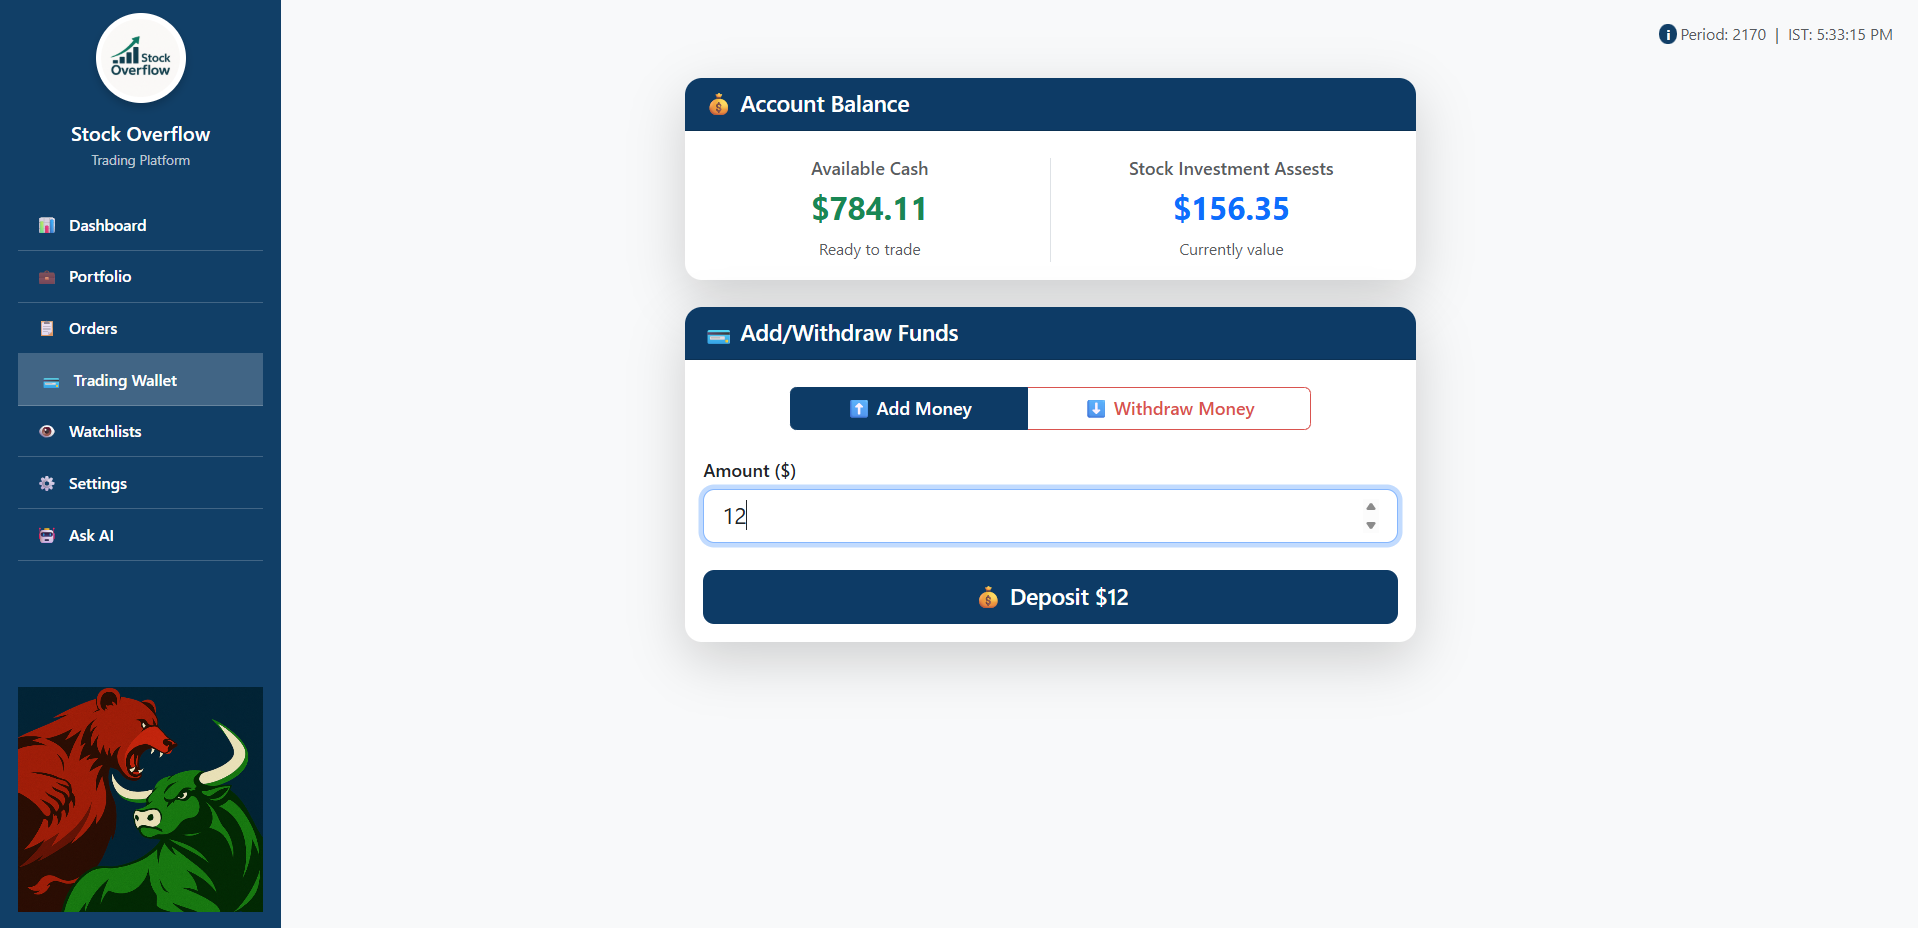 Stock
Overflow
Stock Overflow
Trading Platform
Dashboard
Portfolio
Orders
Trading Wallet
Watchlists
Settings
Ask AI
Period: 2170 | IST: 5:33:15 PM
Account Balance
Available Cash
$784.11
Ready to trade
Stock Investment Assests
$156.35
Currently value
Add/Withdraw Funds
Add Money
Withdraw Money
Amount ($)
12
Deposit $12